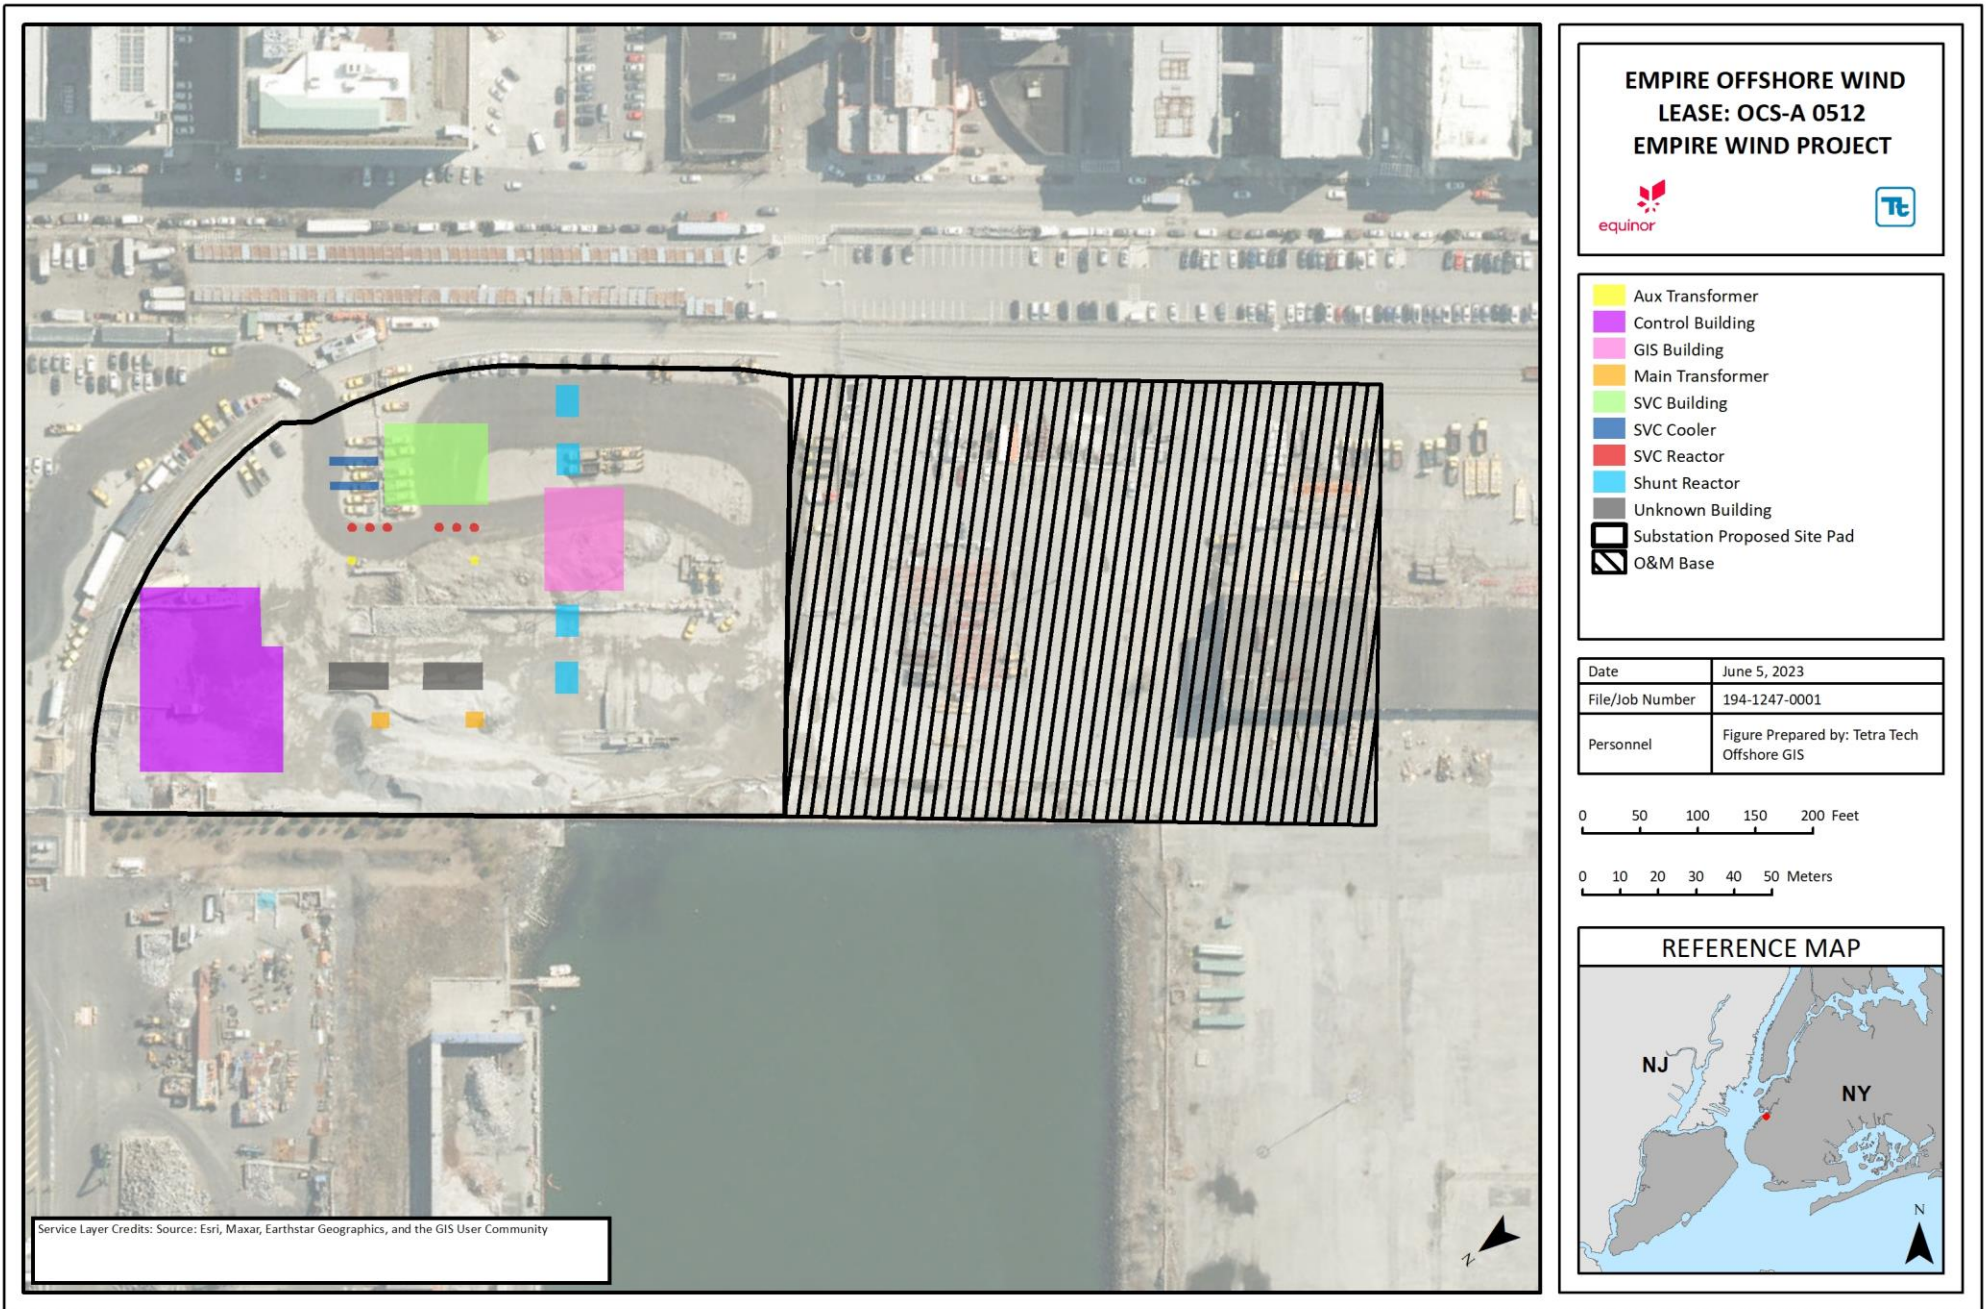 EMPIRE OFFSHORE WIND
LEASE: OCS-A 0512
EMPIRE WIND PROJECT
equinor
Tt
Aux Transformer
Control Building
GIS Building
Main Transformer
SVC Building
SVC Cooler
SVC Reactor
Shunt Reactor
Unknown Building
Substation Proposed Site Pad
O&M Base
Date June 5, 2023
File/Job Number 194-1247-0001
Personnel Figure Prepared by: Tetra Tech
Offshore GIS
0 50 100 150 200 Feet
0 10 20 30 40 50 Meters
REFERENCE MAP
NJ
NY
N
Service Layer Credits: Source: Esri, Maxar, Earthstar Geographics, and the GIS User Community
N